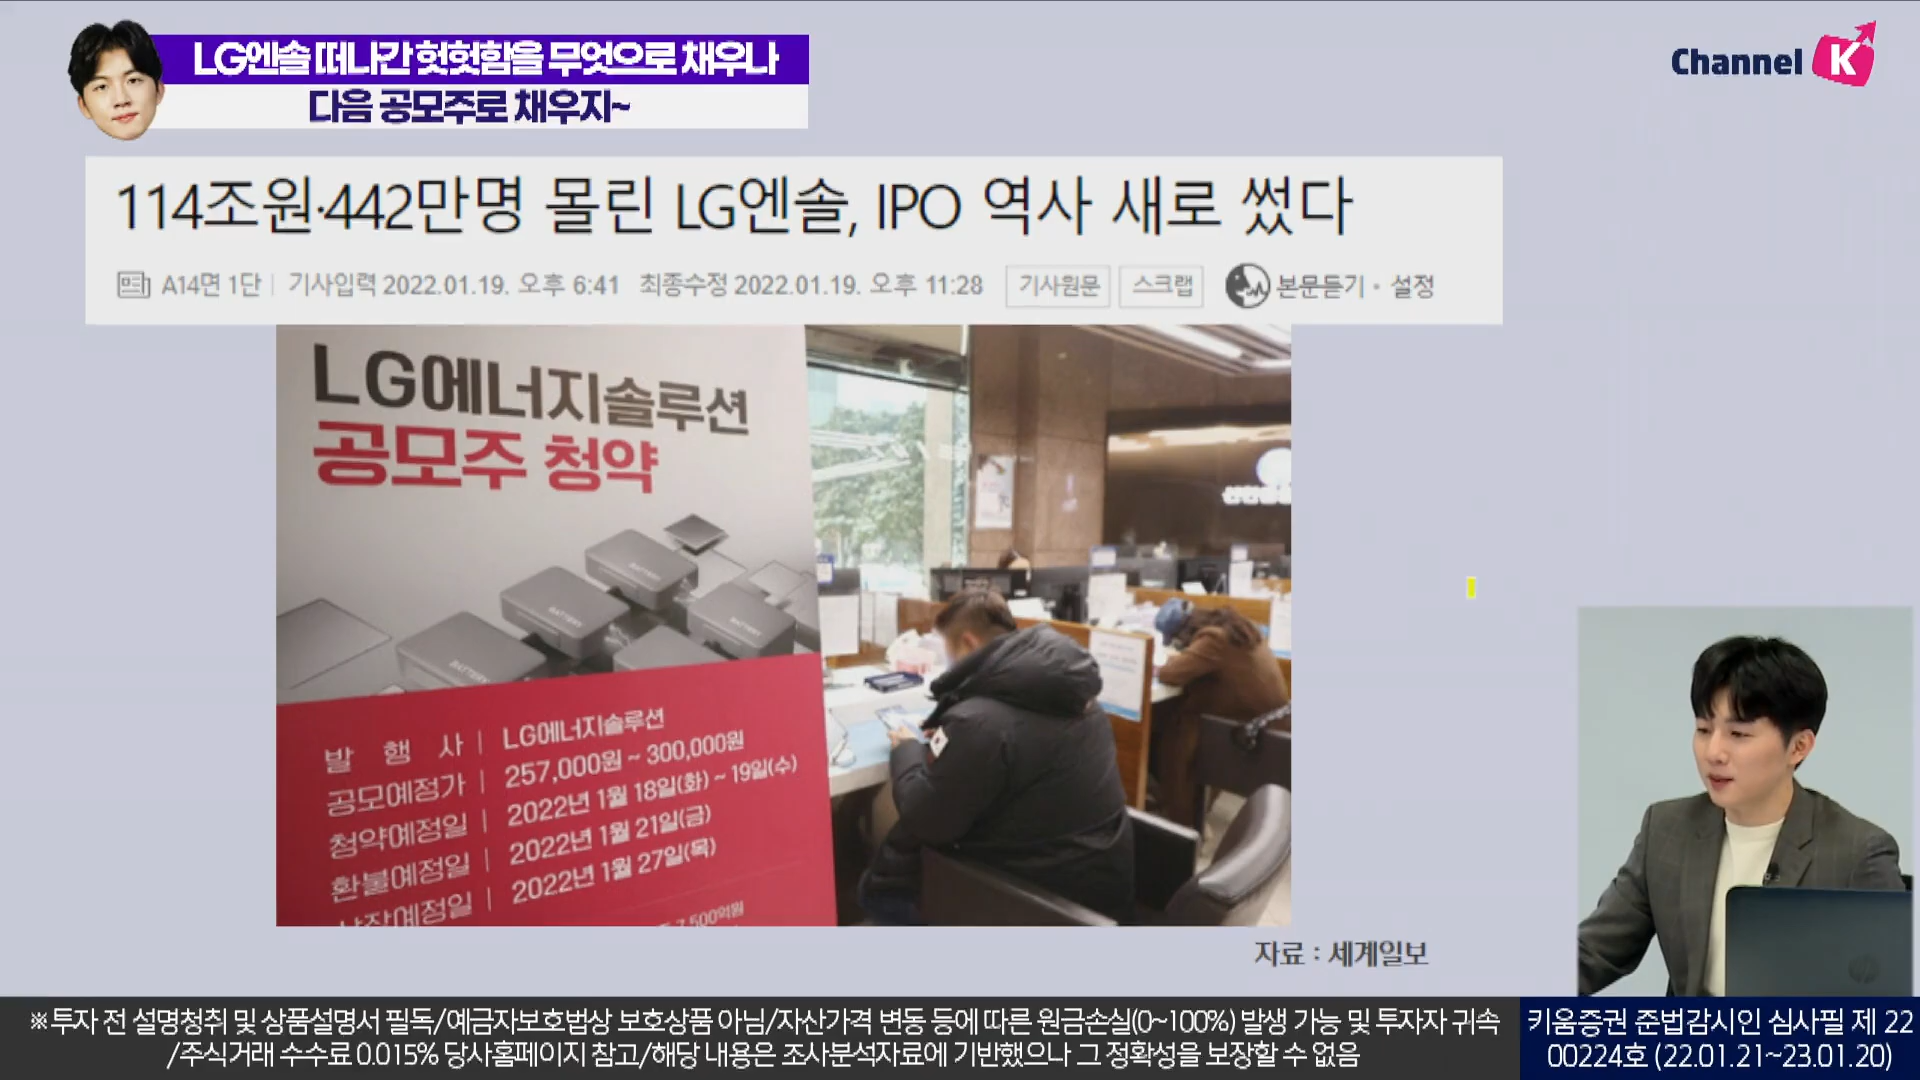 LG엔솔 떠나간 헛헛함을 무엇으로 채우나
다음 공모주로 채우지~
Channel K
114조원·442만명 몰린 LG엔솔, IPO 역사 새로 썼다
A14면 1단 기사입력 2022.01.19. 오후 6:41 최종수정 2022.01.19. 오후 11:28 기사원문 스크랩 본문듣기 · 설정
LG에너지솔루션
공모주 청약
BATTERY
BATTERY
BATTERY
BATTERY
발 행 사 | LG에너지솔루션
공모예정가 | 257,000원 ~ 300,000원
청약예정일 | 2022년 1월 18일(화) ~ 19일(수)
환불예정일 | 2022년 1월 21일(금)
상장예정일 | 2022년 1월 27일(목)
7,500억원
자료 : 세계일보
※투자 전 설명청취 및 상품설명서 필독/예금자보호법상 보호상품 아님/자산가격 변동 등에 따른 원금손실(0~100%) 발생 가능 및 투자자 귀속
/주식거래 수수료 0.015% 당사홈페이지 참고/해당 내용은 조사분석자료에 기반했으나 그 정확성을 보장할 수 없음
키움증권 준법감시인 심사필 제 22
00224호 (22.01.21~23.01.20)